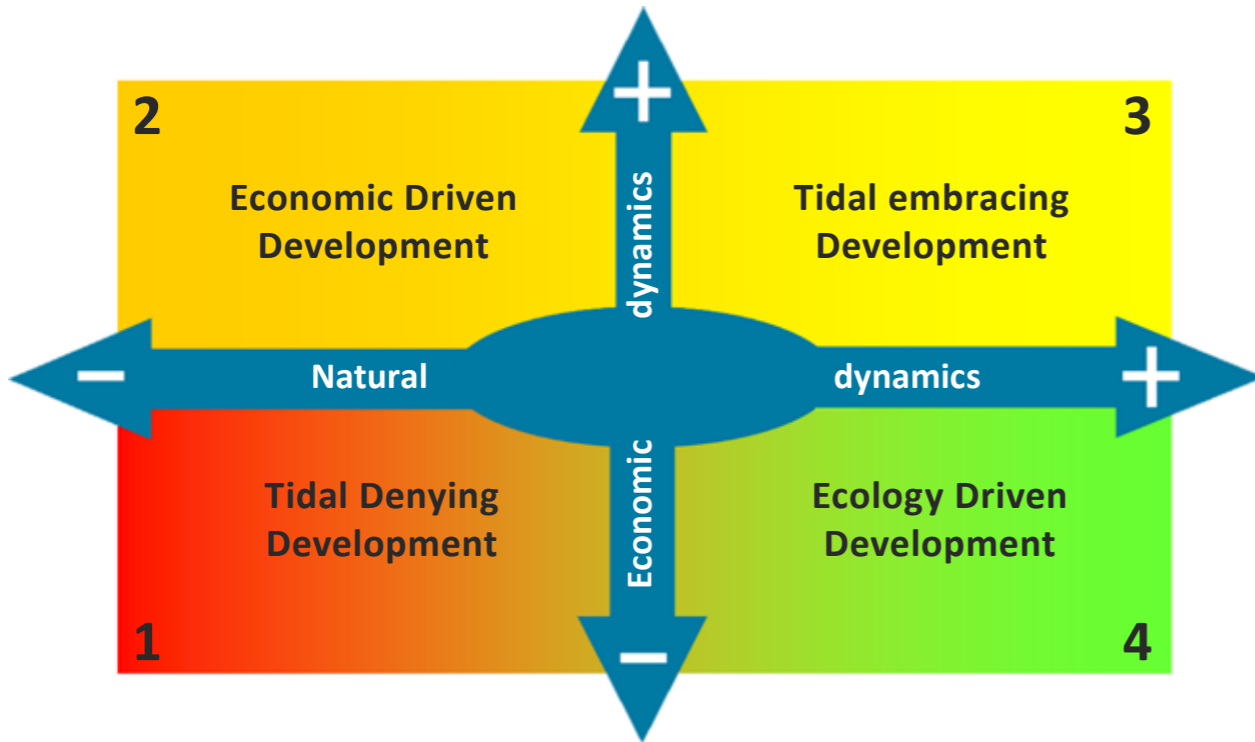 2
3
+
Economic Driven
Development
Tidal embracing
Development
dynamics
−
Natural
dynamics
+
Tidal Denying
Development
Economic
Ecology Driven
Development
1
−
4